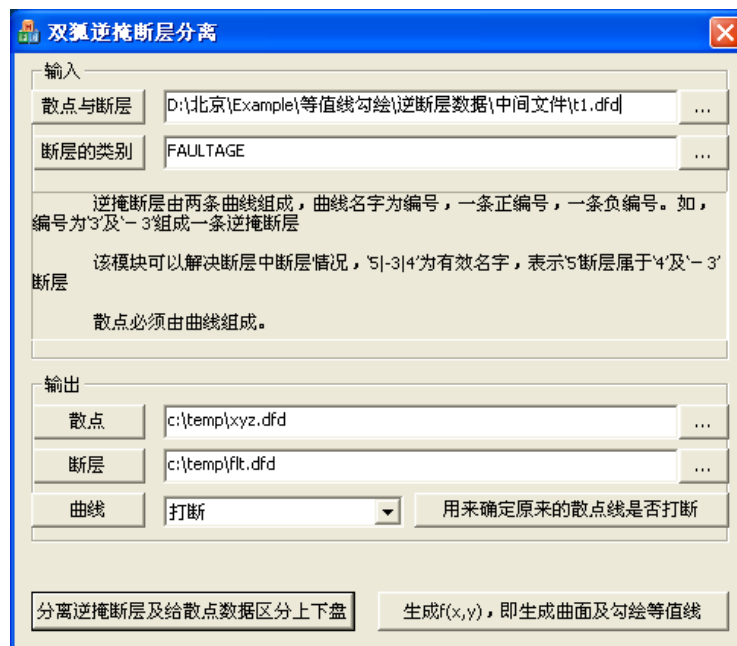 双狐逆掩断层分离
输入
散点与断层 D:\北京\Example\等值线勾绘\逆断层数据\中间文件\t1.dfd ...
断层的类别 FAULTAGE ...
逆掩断层由两条曲线组成，曲线名字为编号，一条正编号，一条负编号。如，
编号为'3'及'－3'组成一条逆掩断层
该模块可以解决断层中断层情况，'5|-3|4'为有效名字，表示'5'断层属于'4'及'－3'
断层
散点必须由曲线组成。
输出
散点 c:\temp\xyz.dfd ...
断层 c:\temp\flt.dfd ...
曲线 打断 用来确定原来的散点线是否打断
分离逆掩断层及给散点数据区分上下盘 生成f(x,y)，即生成曲面及勾绘等值线